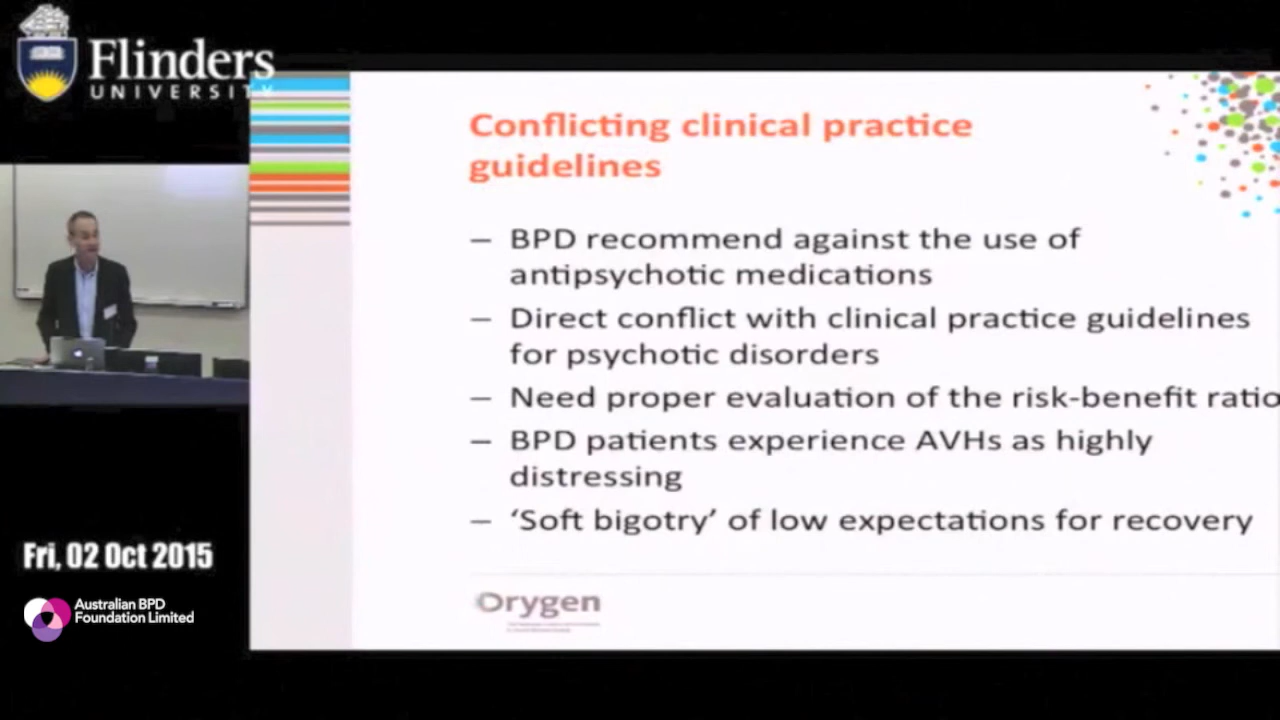 Flinders
UNIVERSITY
Conflicting clinical practice
guidelines
– BPD recommend against the use of
antipsychotic medications
– Direct conflict with clinical practice guidelines
for psychotic disorders
– Need proper evaluation of the risk-benefit ratio
– BPD patients experience AVHs as highly
distressing
– ‘Soft bigotry’ of low expectations for recovery
Orygen
Fri, 02 Oct 2015
Australian BPD
Foundation Limited